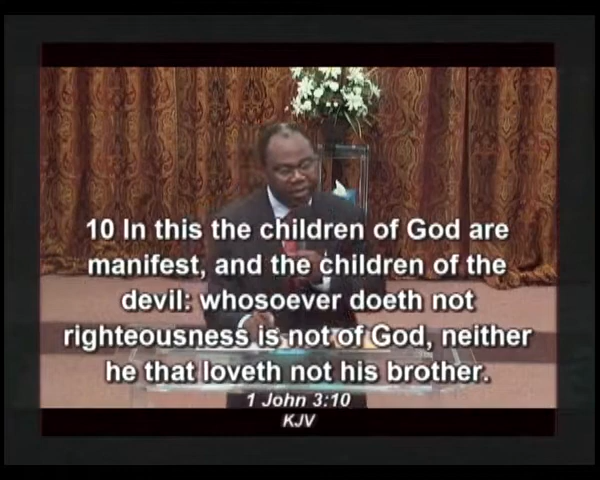 10 In this the children of God are
manifest, and the children of the
devil: whosoever doeth not
righteousness is not of God, neither
he that loveth not his brother.
1 John 3:10
KJV